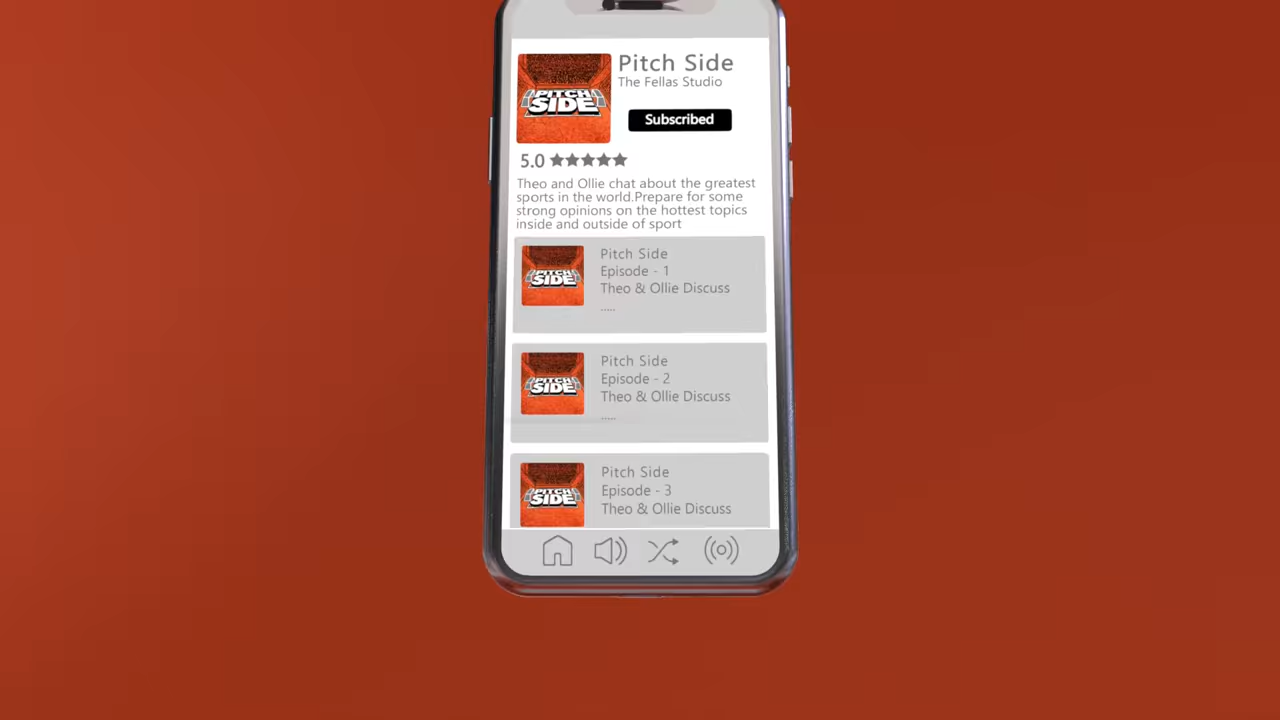 PITCH
SIDE
Pitch Side
The Fellas Studio
Subscribed
5.0
Theo and Ollie chat about the greatest
sports in the world.Prepare for some
strong opinions on the hottest topics
inside and outside of sport
PITCH
SIDE
Pitch Side
Episode - 1
Theo & Ollie Discuss
.....
PITCH
SIDE
Pitch Side
Episode - 2
Theo & Ollie Discuss
.....
PITCH
SIDE
Pitch Side
Episode - 3
Theo & Ollie Discuss